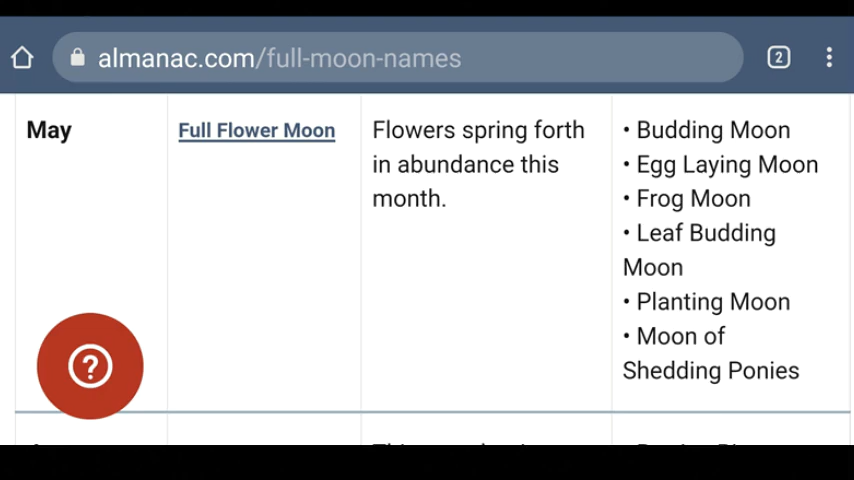 almanac.com/full-moon-names
2
May
Full Flower Moon
Flowers spring forth
in abundance this
month.
• Budding Moon
• Egg Laying Moon
• Frog Moon
• Leaf Budding
Moon
• Planting Moon
• Moon of
Shedding Ponies
?